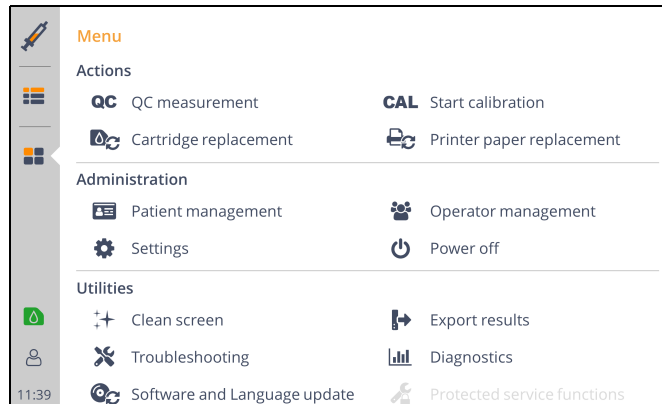 Menu
Actions
QC QC measurement
CAL Start calibration
Cartridge replacement
Printer paper replacement
Administration
Patient management
Operator management
Settings
Power off
Utilities
Clean screen
Export results
Troubleshooting
Diagnostics
11:39
Software and Language update
Protected service functions